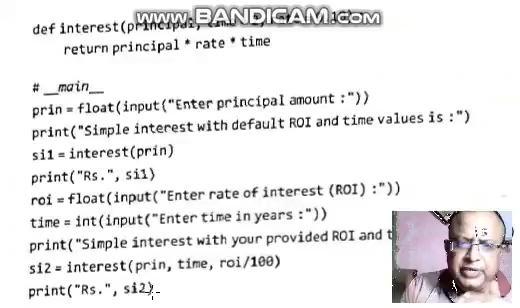 WWW.BANDICAM.COM
def interest(principal, time
return principal * rate * time
# __main__
prin = float(input("Enter principal amount :"))
print("Simple interest with default ROI and time values is :")
si1 = interest(prin)
print("Rs.", si1)
roi = float(input("Enter rate of interest (ROI) :"))
time = int(input("Enter time in years :"))
print("Simple interest with your provided ROI and t
si2 = interest(prin, time, roi/100)
print("Rs.", si2)